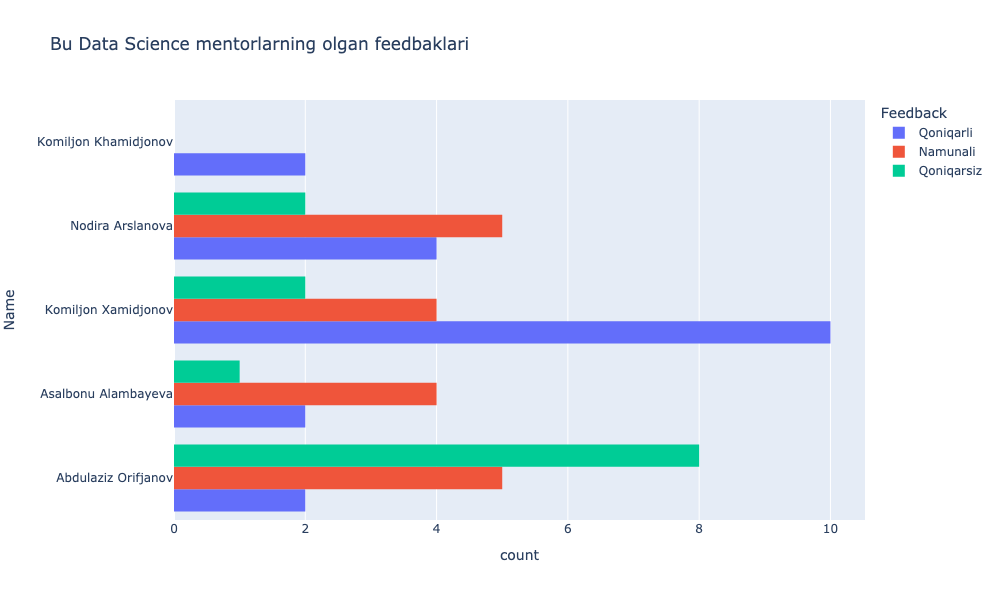 Bu Data Science mentorlarning olgan feedbaklari
Feedback
Qoniqarli
Namunali
Qoniqarsiz
Name
Komiljon Khamidjonov
Nodira Arslanova
Komiljon Xamidjonov
Asalbonu Alambayeva
Abdulaziz Orifjanov
0 2 4 6 8 10
count